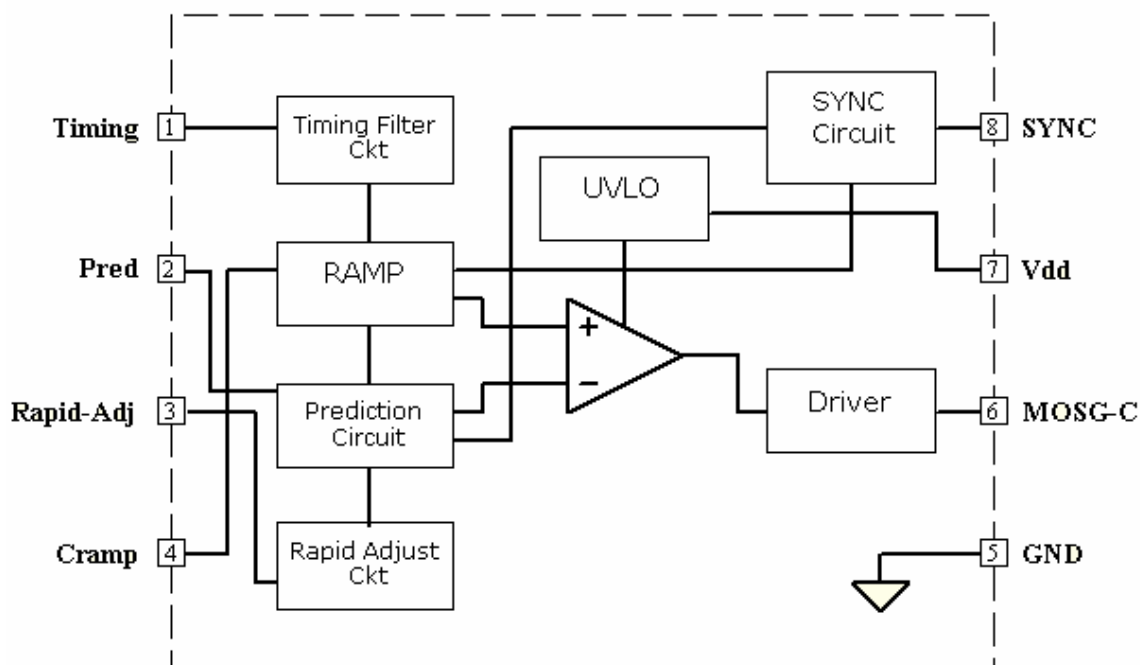 Timing
1
Timing Filter
Ckt
SYNC
Circuit
8
SYNC
UVLO
Pred
2
RAMP
7
Vdd
+
−
Rapid-Adj
3
Prediction
Circuit
Driver
6
MOSG-C
Cramp
4
Rapid Adjust
Ckt
5
GND